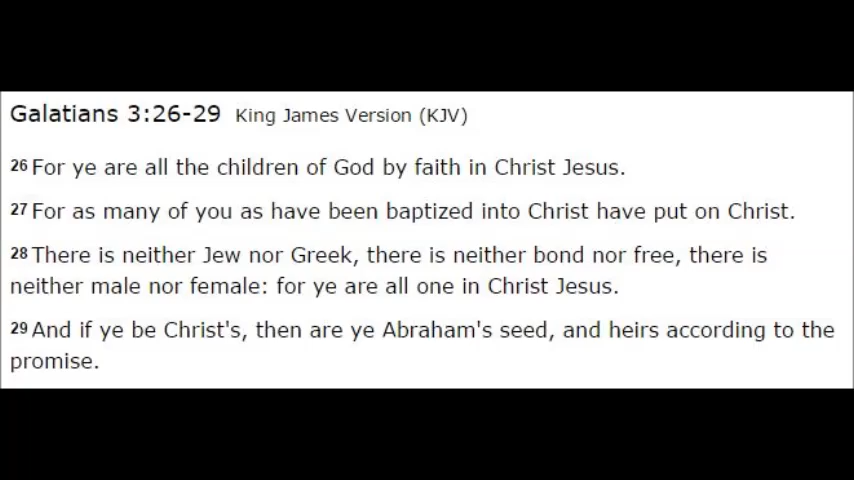 Galatians 3:26-29 King James Version (KJV)
26 For ye are all the children of God by faith in Christ Jesus.
27 For as many of you as have been baptized into Christ have put on Christ.
28 There is neither Jew nor Greek, there is neither bond nor free, there is
neither male nor female: for ye are all one in Christ Jesus.
29 And if ye be Christ's, then are ye Abraham's seed, and heirs according to the
promise.